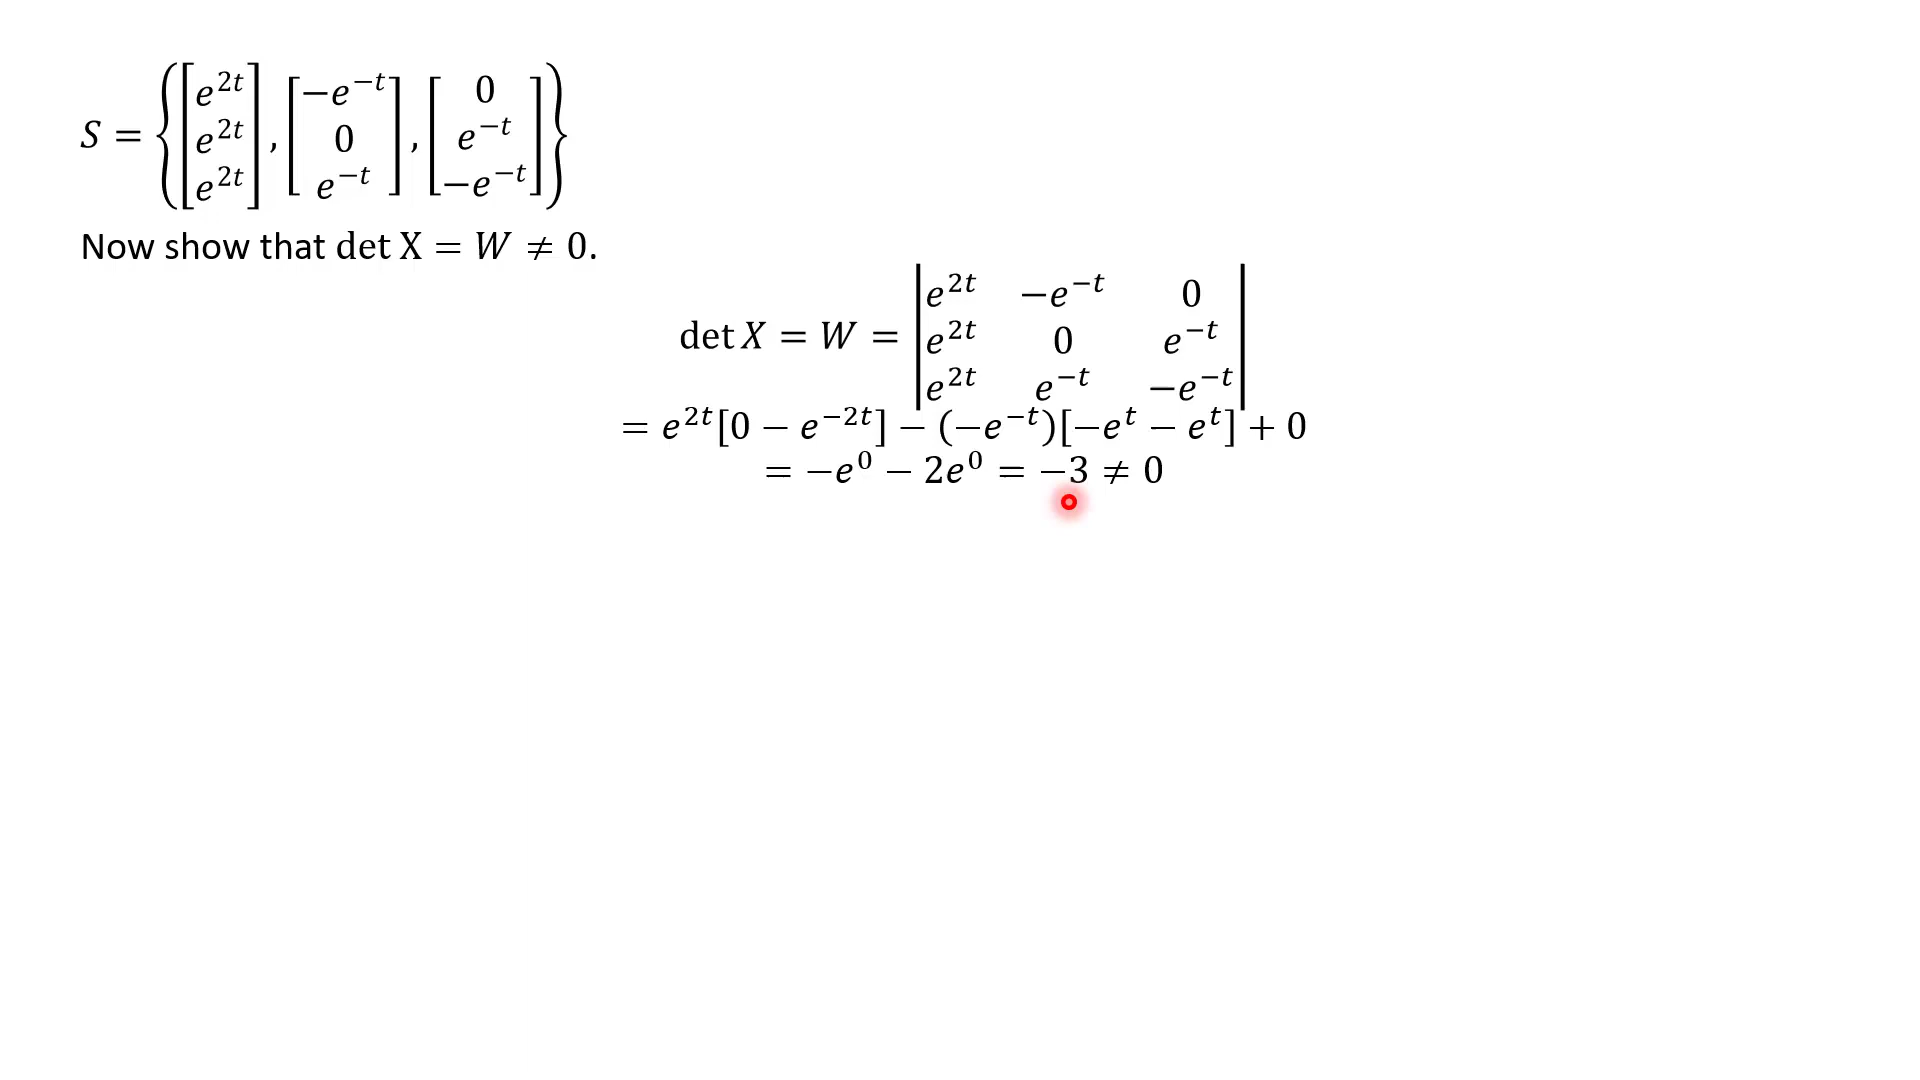 S = { [e^{2t} e^{2t} e^{2t}], [−e^{−t} 0 e^{−t}], [0 e^{−t} −e^{−t}] }
Now show that det X = W ≠ 0.
det X = W = | e^{2t} −e^{−t} 0 |
| e^{2t} 0 e^{−t} |
| e^{2t} e^{−t} −e^{−t} |
= e^{2t}[0 − e^{−2t}] − (−e^{−t})[−e^{t} − e^{t}] + 0
= −e^{0} − 2e^{0} = −3 ≠ 0